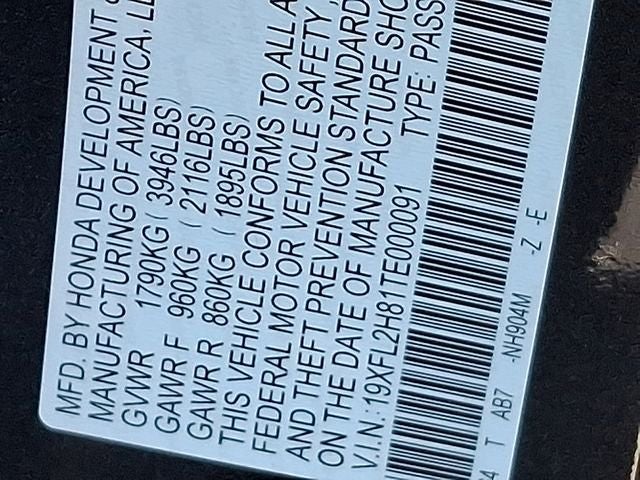 MFD. BY HONDA DEVELOPMENT &
MANUFACTURING OF AMERICA, LL
GVWR 1790KG ( 3946LBS)
GAWR F 960KG ( 2116LBS)
GAWR R 860KG ( 1895LBS)
THIS VEHICLE CONFORMS TO ALL A
FEDERAL MOTOR VEHICLE SAFETY,
AND THEFT PREVENTION STANDARD
ON THE DATE OF MANUFACTURE SHO
V.I.N.: 19XFL2H81TE000091 TYPE: PASS
4 T AB7 -NH904M -Z -E